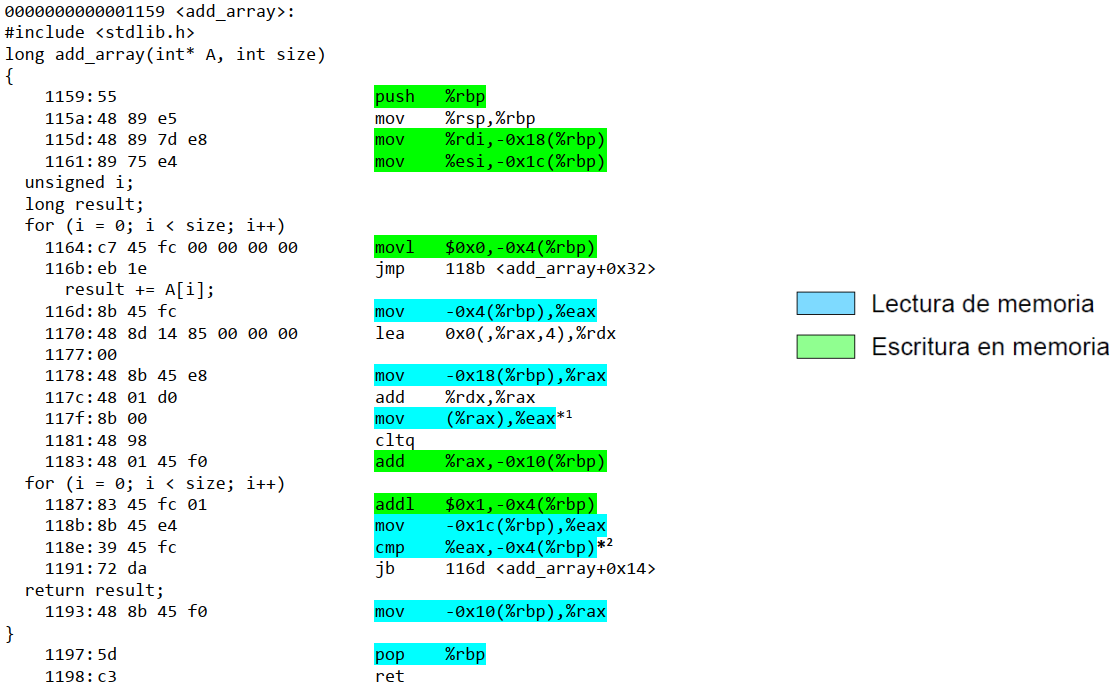 0000000000001159 <add_array>:
#include <stdlib.h>
long add_array(int* A, int size)
{
1159:55 push %rbp
115a:48 89 e5 mov %rsp,%rbp
115d:48 89 7d e8 mov %rdi,-0x18(%rbp)
1161:89 75 e4 mov %esi,-0x1c(%rbp)
unsigned i;
long result;
for (i = 0; i < size; i++)
1164:c7 45 fc 00 00 00 00 movl $0x0,-0x4(%rbp)
116b:eb 1e jmp 118b <add_array+0x32>
result += A[i];
116d:8b 45 fc mov -0x4(%rbp),%eax
1170:48 8d 14 85 00 00 00 lea 0x0(,%rax,4),%rdx
1177:00
1178:48 8b 45 e8 mov -0x18(%rbp),%rax
117c:48 01 d0 add %rdx,%rax
117f:8b 00 mov (%rax),%eax*1
1181:48 98 cltq
1183:48 01 45 f0 add %rax,-0x10(%rbp)
for (i = 0; i < size; i++)
1187:83 45 fc 01 addl $0x1,-0x4(%rbp)
118b:8b 45 e4 mov -0x1c(%rbp),%eax
118e:39 45 fc cmp %eax,-0x4(%rbp)*2
1191:72 da jb 116d <add_array+0x14>
return result;
1193:48 8b 45 f0 mov -0x10(%rbp),%rax
}
1197:5d pop %rbp
1198:c3 ret
Lectura de memoria
Escritura en memoria